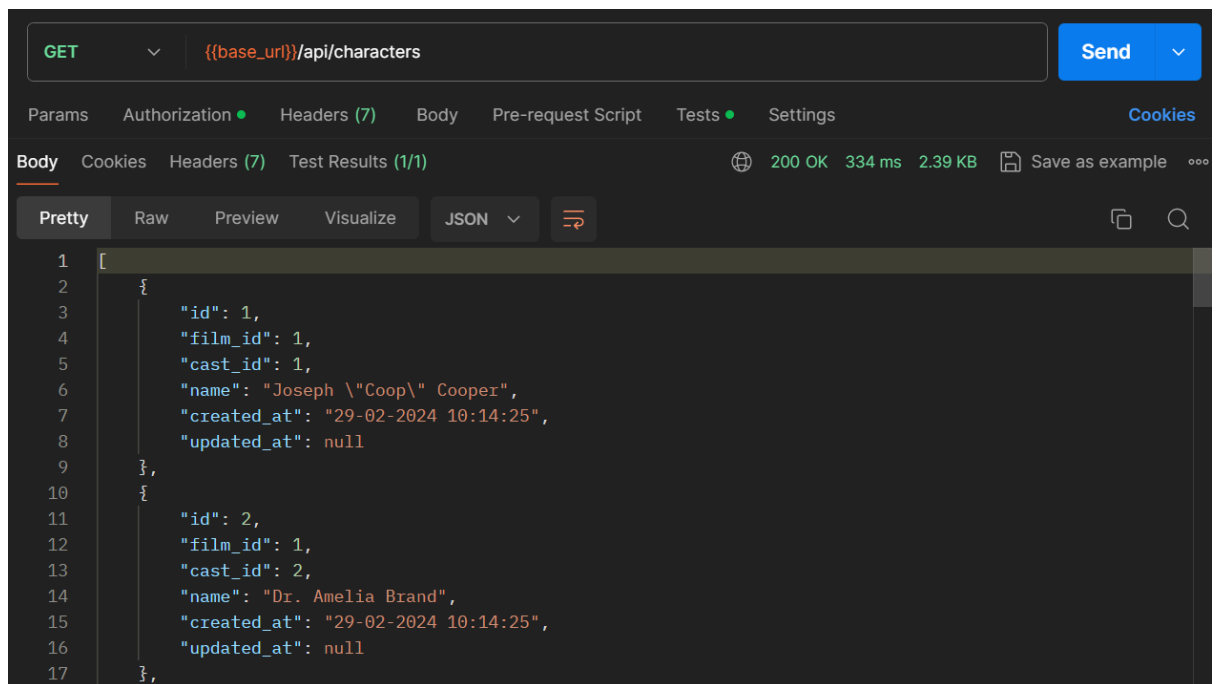 GET {{base_url}}/api/characters Send
Params Authorization Headers (7) Body Pre-request Script Tests Settings Cookies
Body Cookies Headers (7) Test Results (1/1) 200 OK 334 ms 2.39 KB Save as example
Pretty Raw Preview Visualize JSON
1 [
2 {
3 "id": 1,
4 "film_id": 1,
5 "cast_id": 1,
6 "name": "Joseph \"Coop\" Cooper",
7 "created_at": "29-02-2024 10:14:25",
8 "updated_at": null
9 },
10 {
11 "id": 2,
12 "film_id": 1,
13 "cast_id": 2,
14 "name": "Dr. Amelia Brand",
15 "created_at": "29-02-2024 10:14:25",
16 "updated_at": null
17 },